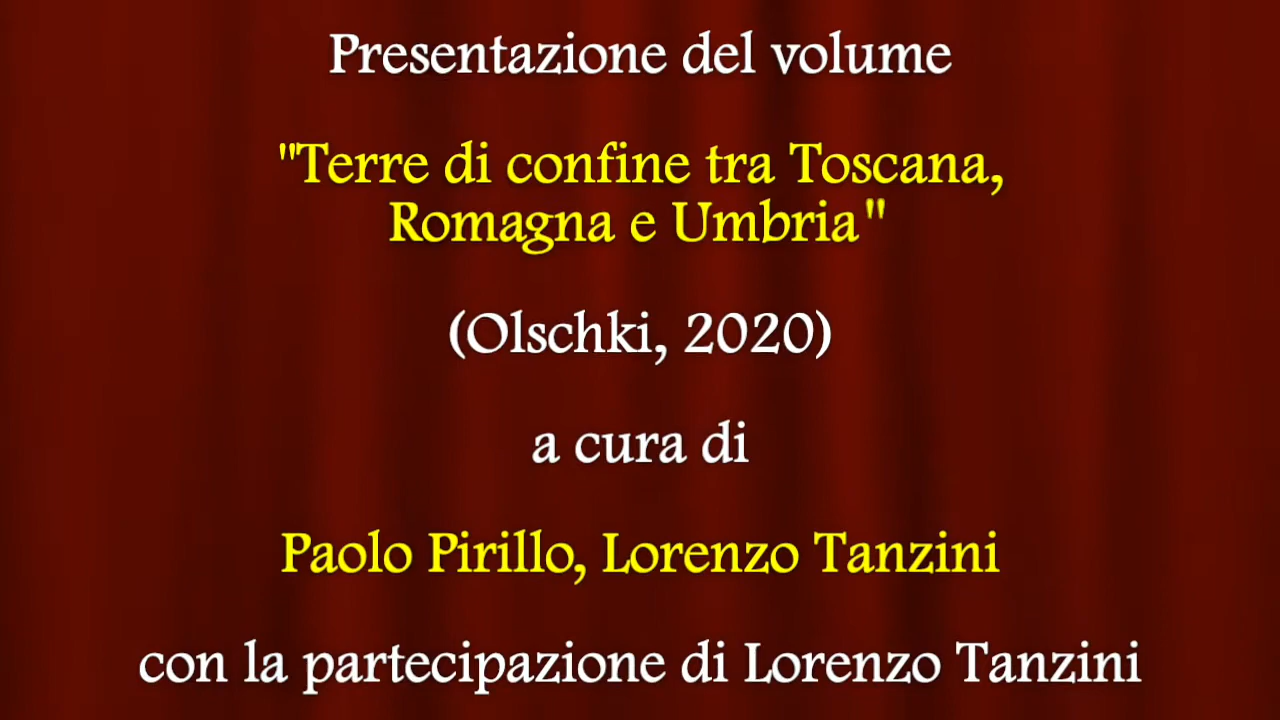 Presentazione del volume
"Terre di confine tra Toscana,
Romagna e Umbria"
(Olschki, 2020)
a cura di
Paolo Pirillo, Lorenzo Tanzini
con la partecipazione di Lorenzo Tanzini